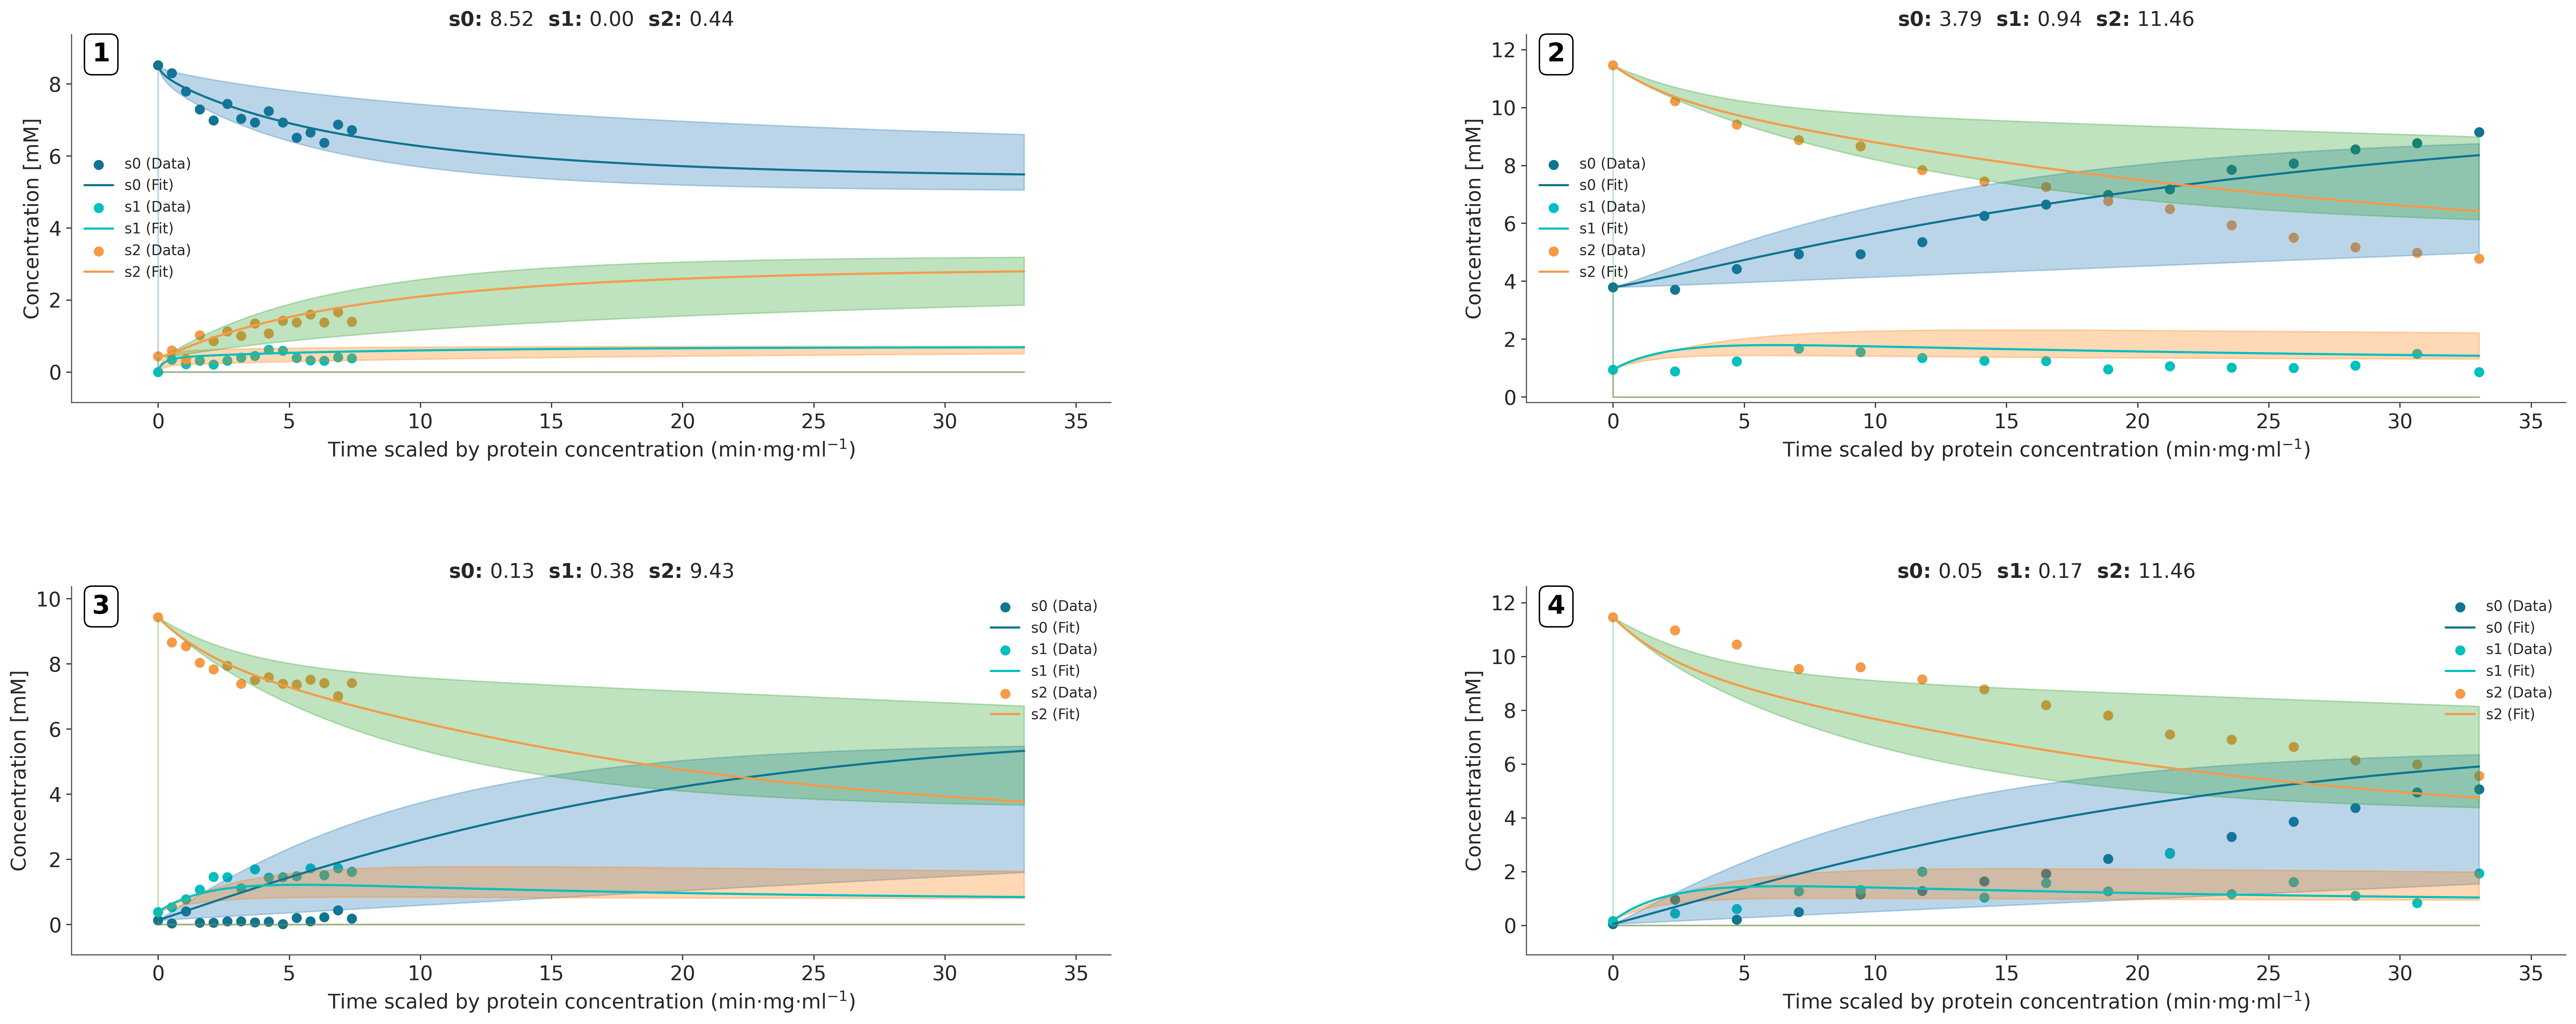 s0: 8.52 s1: 0.00 s2: 0.44
1
8
6
4
2
0
Concentration [mM]
s0 (Data)
s0 (Fit)
s1 (Data)
s1 (Fit)
s2 (Data)
s2 (Fit)
0 5 10 15 20 25 30 35
Time scaled by protein concentration (min·mg·ml⁻¹)
s0: 3.79 s1: 0.94 s2: 11.46
2
12
10
8
6
4
2
0
Concentration [mM]
s0 (Data)
s0 (Fit)
s1 (Data)
s1 (Fit)
s2 (Data)
s2 (Fit)
0 5 10 15 20 25 30 35
Time scaled by protein concentration (min·mg·ml⁻¹)
s0: 0.13 s1: 0.38 s2: 9.43
3
10
8
6
4
2
0
Concentration [mM]
s0 (Data)
s0 (Fit)
s1 (Data)
s1 (Fit)
s2 (Data)
s2 (Fit)
0 5 10 15 20 25 30 35
Time scaled by protein concentration (min·mg·ml⁻¹)
s0: 0.05 s1: 0.17 s2: 11.46
4
12
10
8
6
4
2
0
Concentration [mM]
s0 (Data)
s0 (Fit)
s1 (Data)
s1 (Fit)
s2 (Data)
s2 (Fit)
0 5 10 15 20 25 30 35
Time scaled by protein concentration (min·mg·ml⁻¹)